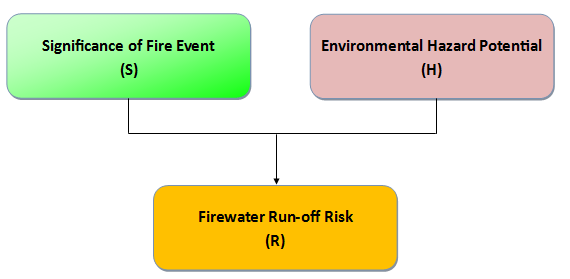 Significance of Fire Event
(S)
Environmental Hazard Potential
(H)
Firewater Run-off Risk
(R)